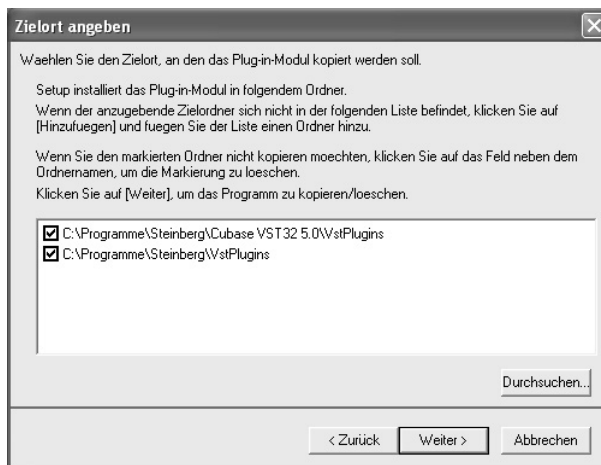 Zielort angeben
Waehlen Sie den Zielort, an den das Plug-in-Modul kopiert werden soll.
Setup installiert das Plug-in-Modul in folgendem Ordner.
Wenn der anzugebende Zielordner sich nicht in der folgenden Liste befindet, klicken Sie auf
[Hinzufuegen] und fuegen Sie der Liste einen Ordner hinzu.
Wenn Sie den markierten Ordner nicht kopieren moechten, klicken Sie auf das Feld neben dem
Ordnernamen, um die Markierung zu loeschen.
Klicken Sie auf [Weiter], um das Programm zu kopieren/loeschen.
C:\Programme\Steinberg\Cubase VST32 5.0\VstPlugins
C:\Programme\Steinberg\VstPlugins
Durchsuchen...
< Zurück Weiter > Abbrechen